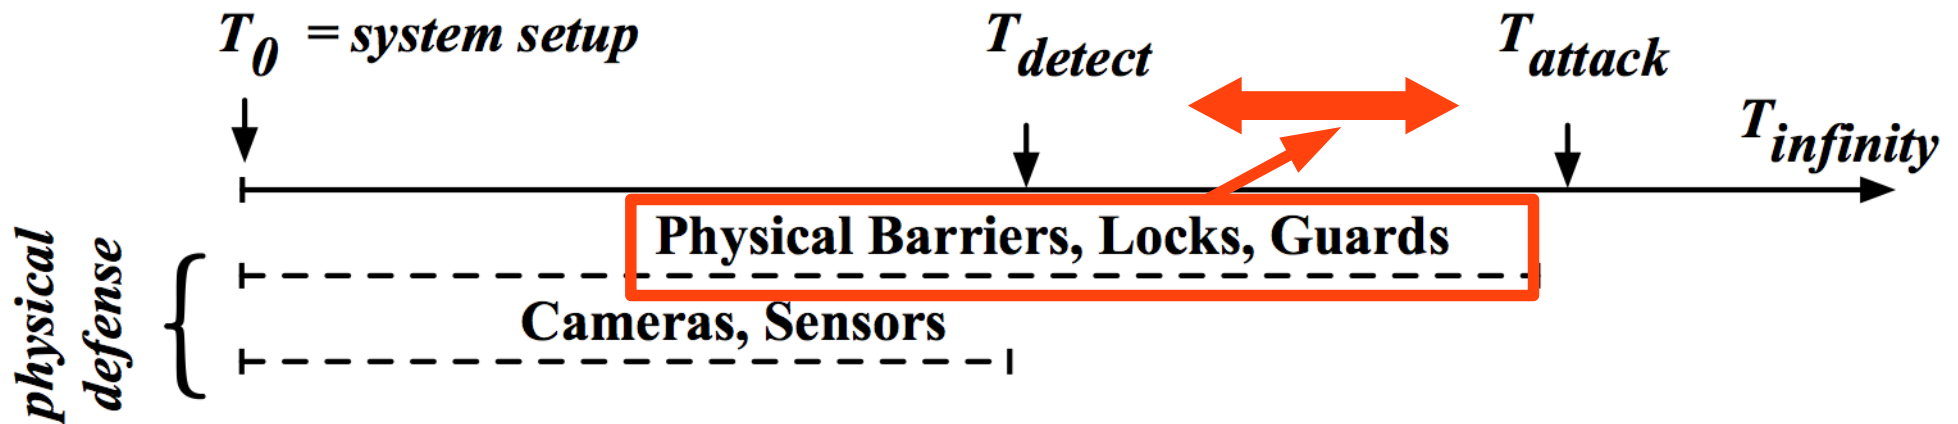 T0 = system setup
Tdetect
Tattack
Tinfinity
physical
defense
Physical Barriers, Locks, Guards
Cameras, Sensors